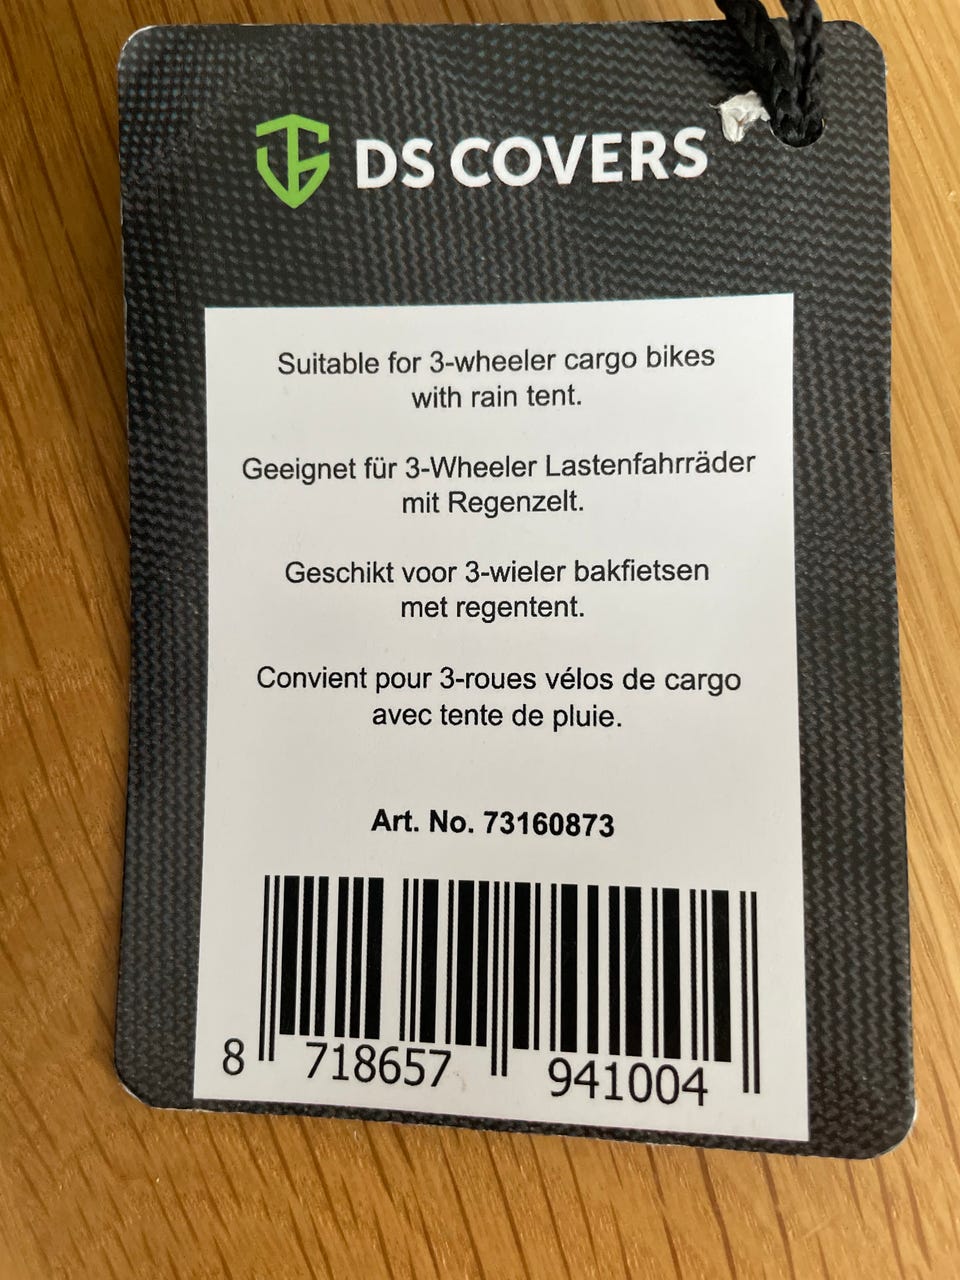 DS COVERS
Suitable for 3-wheeler cargo bikes
with rain tent.
Geeignet für 3-Wheeler Lastenfahrräder
mit Regenzelt.
Geschikt voor 3-wieler bakfietsen
met regentent.
Convient pour 3-roues vélos de cargo
avec tente de pluie.
Art. No. 73160873
8 718657 941004